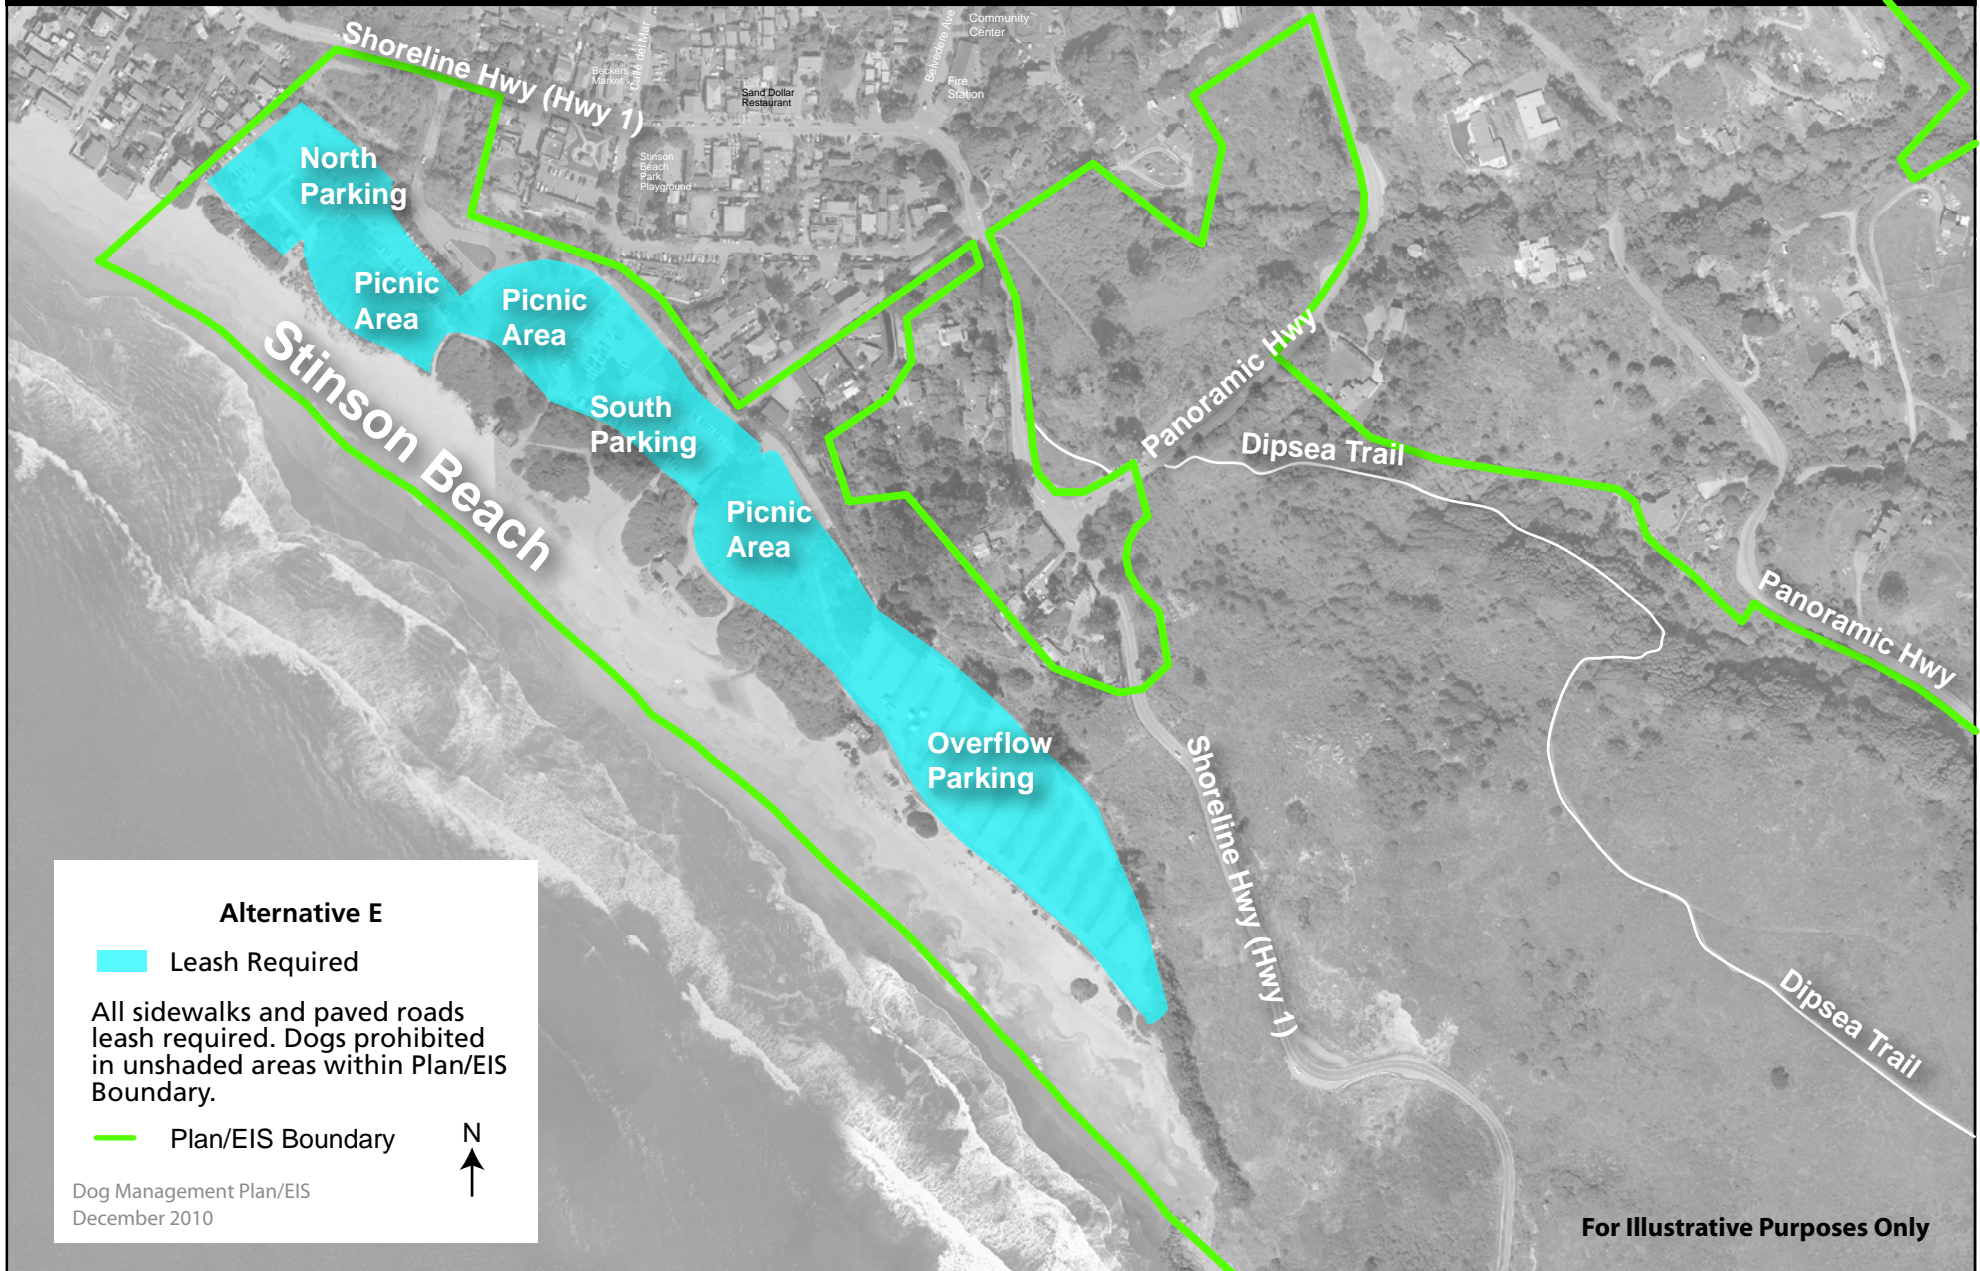 Shoreline Hwy (Hwy 1)
Beckers
Market
Calle del Mar
Sand Dollar
Restaurant
Belvedere Ave
Community
Center
Fire
Station
Stinson
Beach
Park
Playground
North
Parking
Picnic
Area
Picnic
Area
South
Parking
Picnic
Area
Overflow
Parking
Stinson Beach
Panoramic Hwy
Dipsea Trail
Panoramic Hwy
Shoreline Hwy (Hwy 1)
Dipsea Trail
Alternative E
Leash Required
All sidewalks and paved roads
leash required. Dogs prohibited
in unshaded areas within Plan/EIS
Boundary.
Plan/EIS Boundary
N
Dog Management Plan/EIS
December 2010
For Illustrative Purposes Only